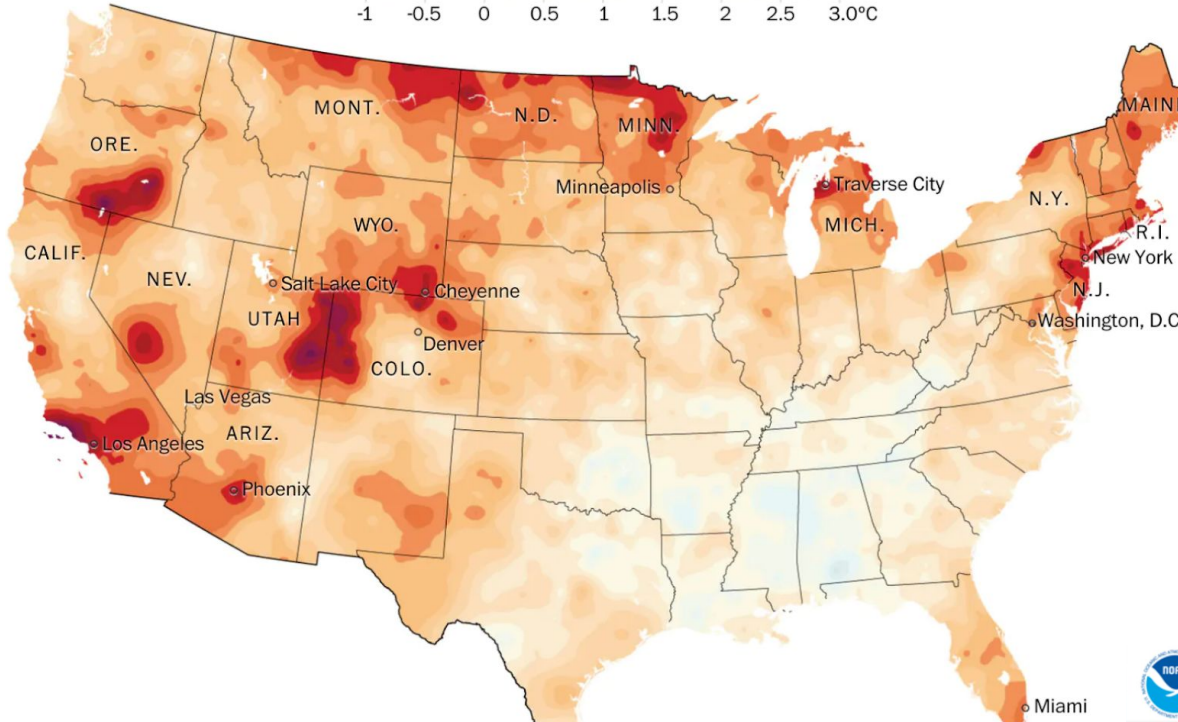 -1 -0.5 0 0.5 1 1.5 2 2.5 3.0°C
MONT.
N.D.
MINN.
MAINE
ORE.
Minneapolis
Traverse City
N.Y.
WYO.
MICH.
R.I.
CALIF.
NEV.
New York
Salt Lake City
Cheyenne
N.J.
UTAH
Washington, D.C
Denver
COLO.
Las Vegas
ARIZ.
Los Angeles
Phoenix
Miami